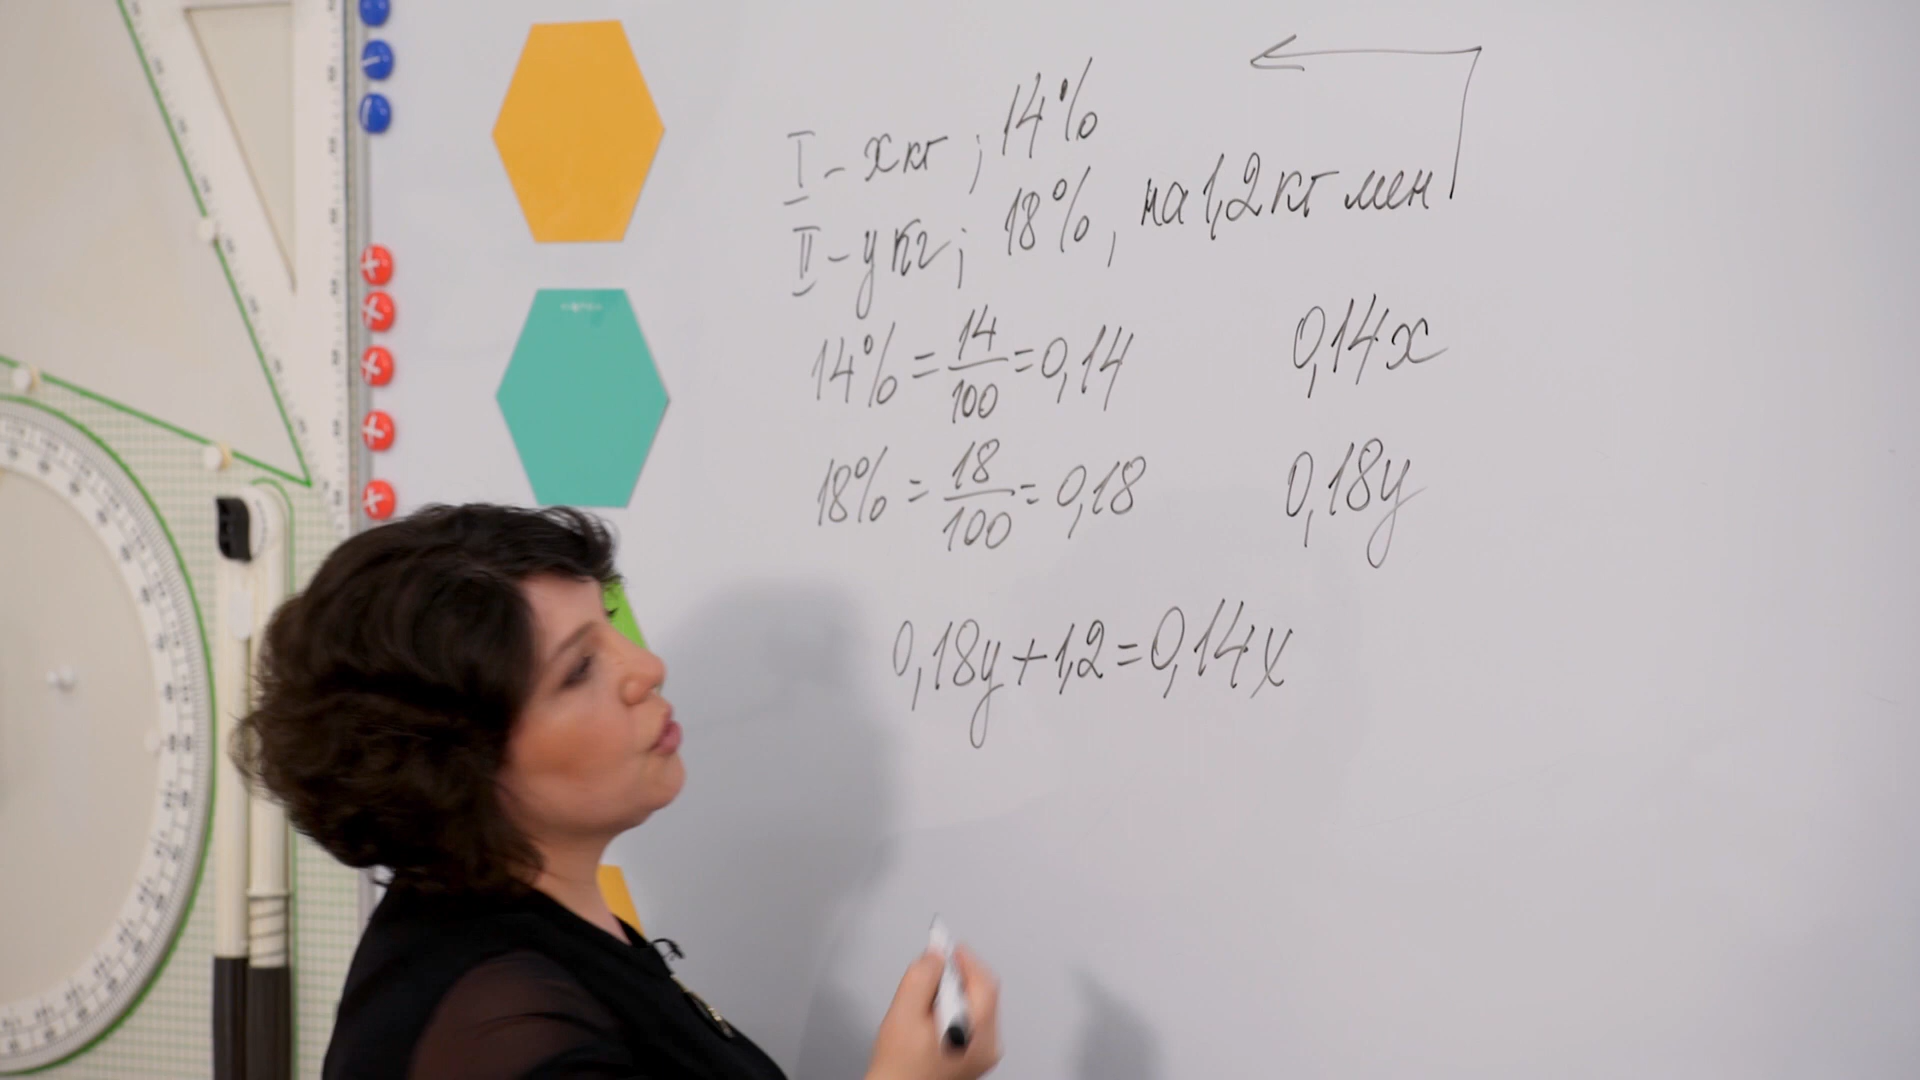 I - x кг ; 14%
II - y кг ; 18%, на 1,2 кг мен
14% = 14/100 = 0,14
0,14x
18% = 18/100 = 0,18
0,18y
0,18y + 1,2 = 0,14x